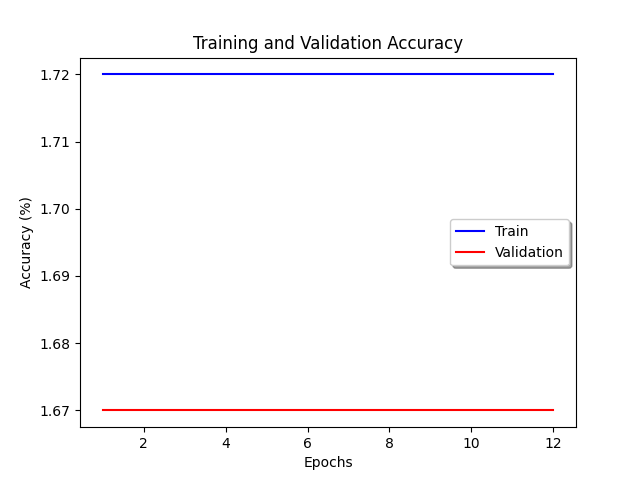 Training and Validation Accuracy
1.72
1.71
1.70
1.69
1.68
1.67
Accuracy (%)
Train
Validation
2 4 6 8 10 12
Epochs